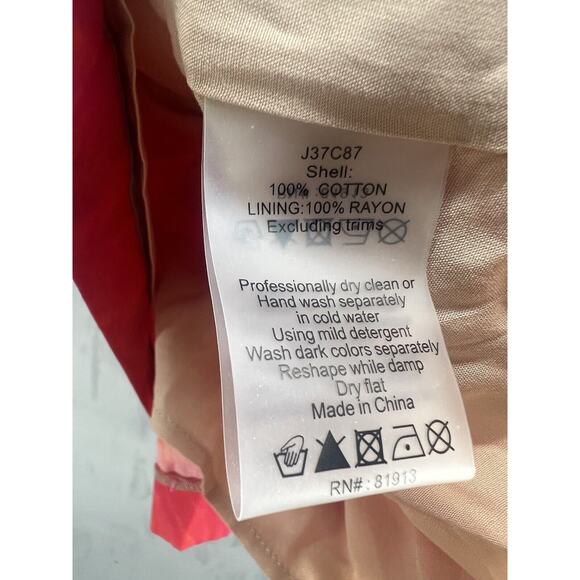 J37C87
Shell:
100% COTTON
LINING:100% RAYON
Excluding trims
Professionally dry clean or
Hand wash separately
in cold water
Using mild detergent
Wash dark colors separately
Reshape while damp
Dry flat
Made in China
RN#: 81913